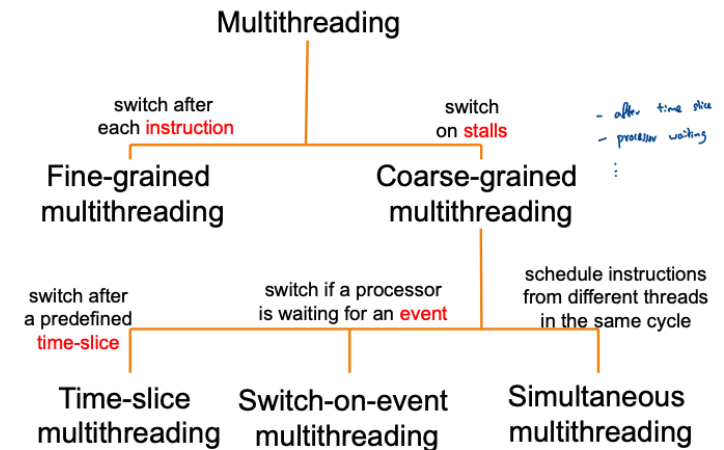 Multithreading
switch after
each instruction
switch
on stalls
- after time slice
- processor waiting
⋮
Fine-grained
multithreading
Coarse-grained
multithreading
switch after
a predefined
time-slice
switch if a processor
is waiting for an event
schedule instructions
from different threads
in the same cycle
Time-slice
multithreading
Switch-on-event
multithreading
Simultaneous
multithreading